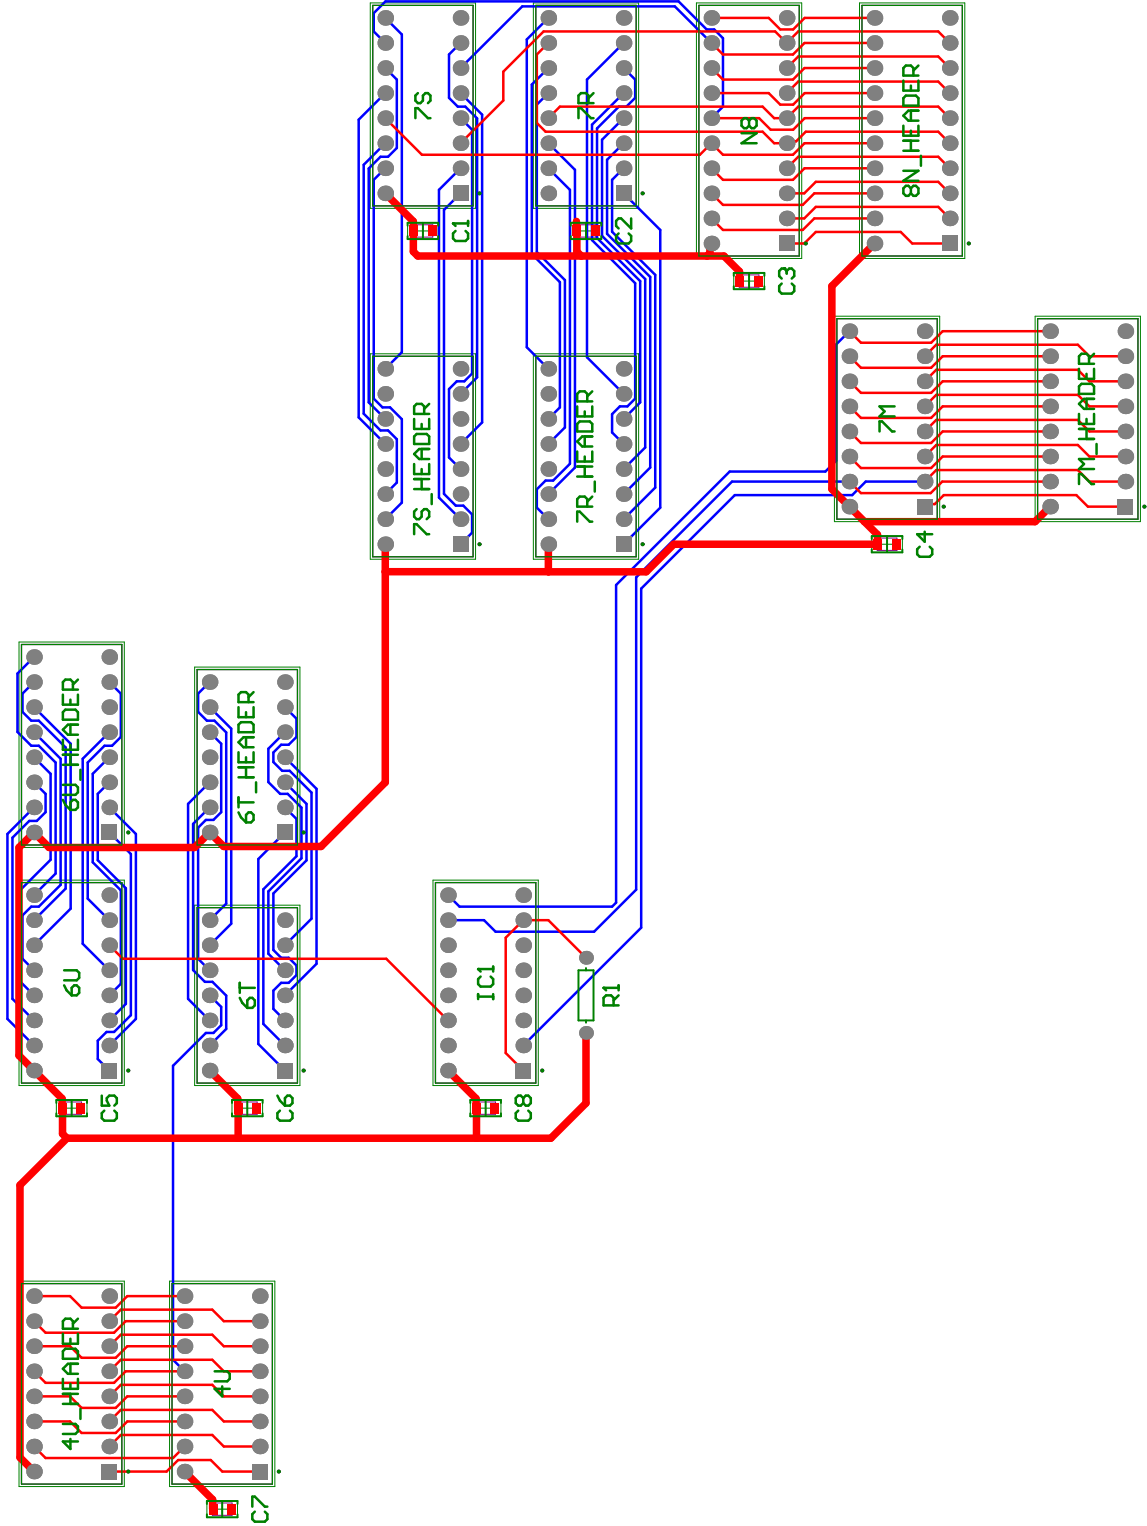 7S
7R
8N
8N_HEADER
C1
C2
C3
7S_HEADER
7R_HEADER
7M
7M_HEADER
C4
6U_HEADER
6T_HEADER
6U
6T
IC1
R1
C5
C6
C8
4U_HEADER
4U
C7